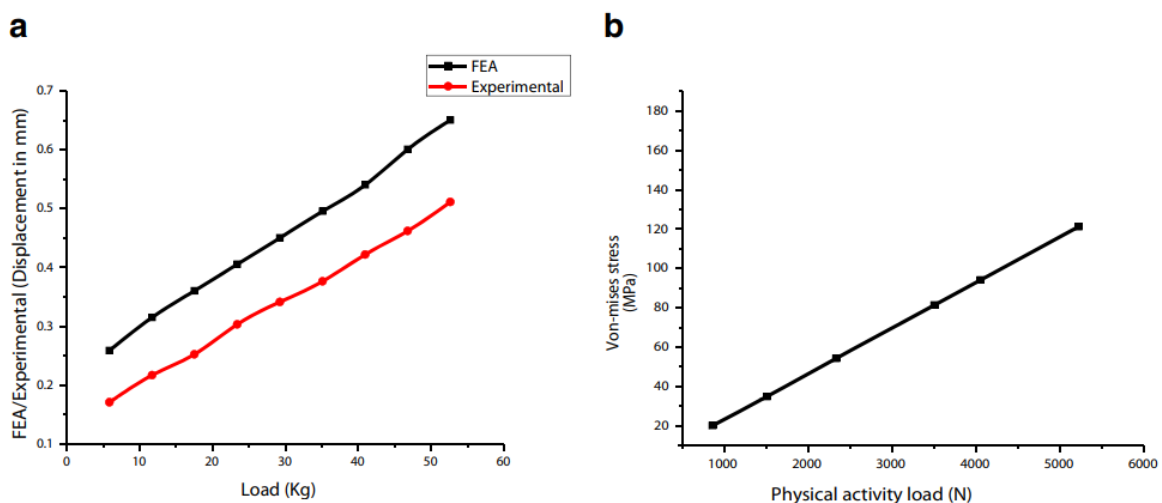 a
FEA
Experimental
FEA/Experimental (Displacement in mm)
0.7
0.6
0.5
0.4
0.3
0.2
0.1
0 10 20 30 40 50 60
Load (Kg)
b
Von-mises stress
(MPa)
180
160
140
120
100
80
60
40
20
1000 2000 3000 4000 5000 6000
Physical activity load (N)